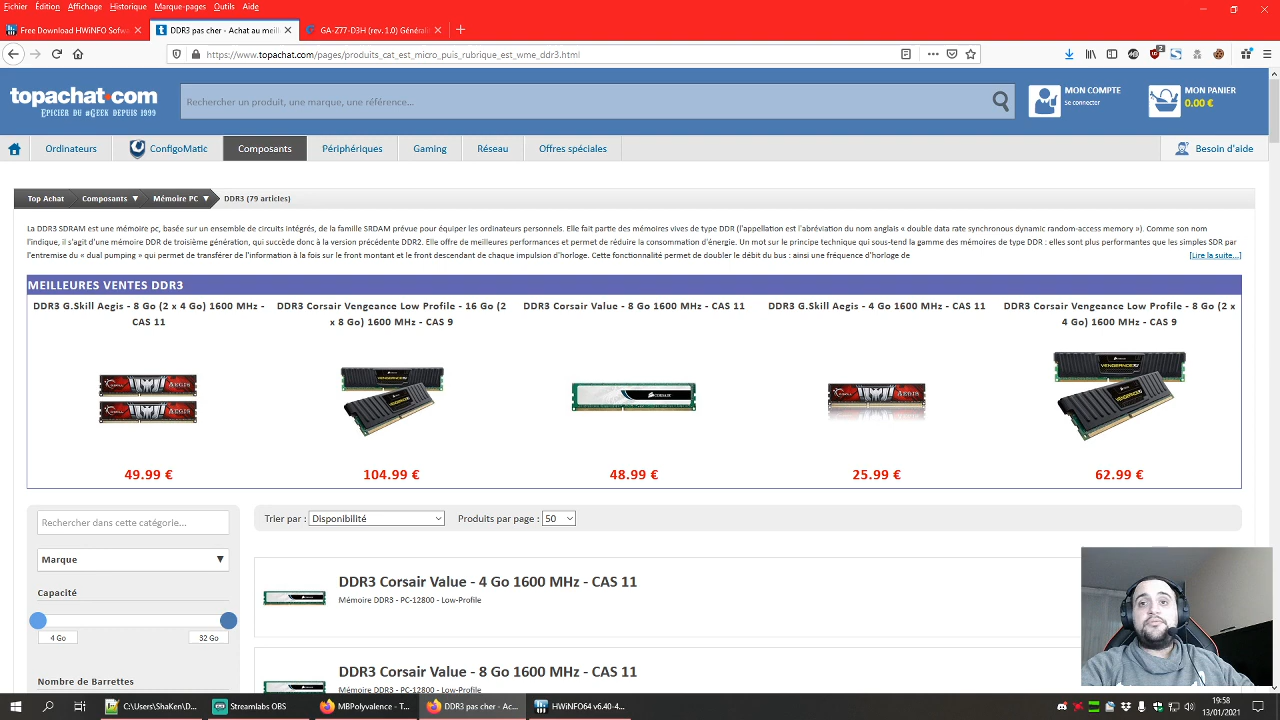 Fichier Édition Affichage Historique Marque-pages Outils Aide
Free Download HWiNFO Sofwa
DDR3 pas cher - Achat au meill
GA-Z77-D3H (rev. 1.0) Générali
https://www.topachat.com/pages/produits_cat_est_micro_puis_rubrique_est_wme_ddr3.html
topachat.com
EPICIER DU #GEEK DEPUIS 1999
Rechercher un produit, une marque, une référence...
MON COMPTE
Se connecter
MON PANIER
0.00 €
Ordinateurs
ConfigoMatic
Composants
Périphériques
Gaming
Réseau
Offres spéciales
Besoin d'aide
Top Achat Composants ▼ Mémoire PC ▼ DDR3 (79 articles)
La DDR3 SDRAM est une mémoire pc, basée sur un ensemble de circuits intégrés, de la famille SRDAM prévue pour équiper les ordinateurs personels. Elle fait partie des mémoires vives de type DDR (l'appellation est l'abréviation du nom anglais « double data rate synchronous dynamic random-access memory »). Comme son nom
l'indique, il s'agit d'une mémoire DDR de troisième génération, qui succède donc à la version précédente DDR2. Elle offre de meilleures performances et permet de réduire la consommation d'énergie. Un mot sur le principe technique qui sous-tend la gamme des mémoires de type DDR : elles sont plus performantes que les simples SDR par
l'entremise du « dual pumping » qui permet de transférer de l'information à la fois sur le front montant et le front descendant de chaque impulsion d'horloge. Cette fonctionnalité permet de doubler le débit du bus : ainsi une fréquence d'horloge de
[Lire la suite...]
MEILLEURES VENTES DDR3
DDR3 G.Skill Aegis - 8 Go (2 x 4 Go) 1600 MHz -
CAS 11
49.99 €
DDR3 Corsair Vengeance Low Profile - 16 Go (2
x 8 Go) 1600 MHz - CAS 9
104.99 €
DDR3 Corsair Value - 8 Go 1600 MHz - CAS 11
48.99 €
DDR3 G.Skill Aegis - 4 Go 1600 MHz - CAS 11
25.99 €
DDR3 Corsair Vengeance Low Profile - 8 Go (2 x
4 Go) 1600 MHz - CAS 9
62.99 €
Rechercher dans cette catégorie...
Marque ▼
Capacité
4 Go
32 Go
Nombre de Barrettes
Trier par : Disponibilité
Produits par page : 50
DDR3 Corsair Value - 4 Go 1600 MHz - CAS 11
Mémoire DDR3 - PC-12800 - Low-Profile
DDR3 Corsair Value - 8 Go 1600 MHz - CAS 11
Mémoire DDR3 - PC-12800 - Low-Profile
C:\Users\ShaKen\D...
Streamlabs OBS
MBPolyvalence - T...
DDR3 pas cher - Ac...
HWiNFO64 v6.40-4...
19:58
13/01/2021